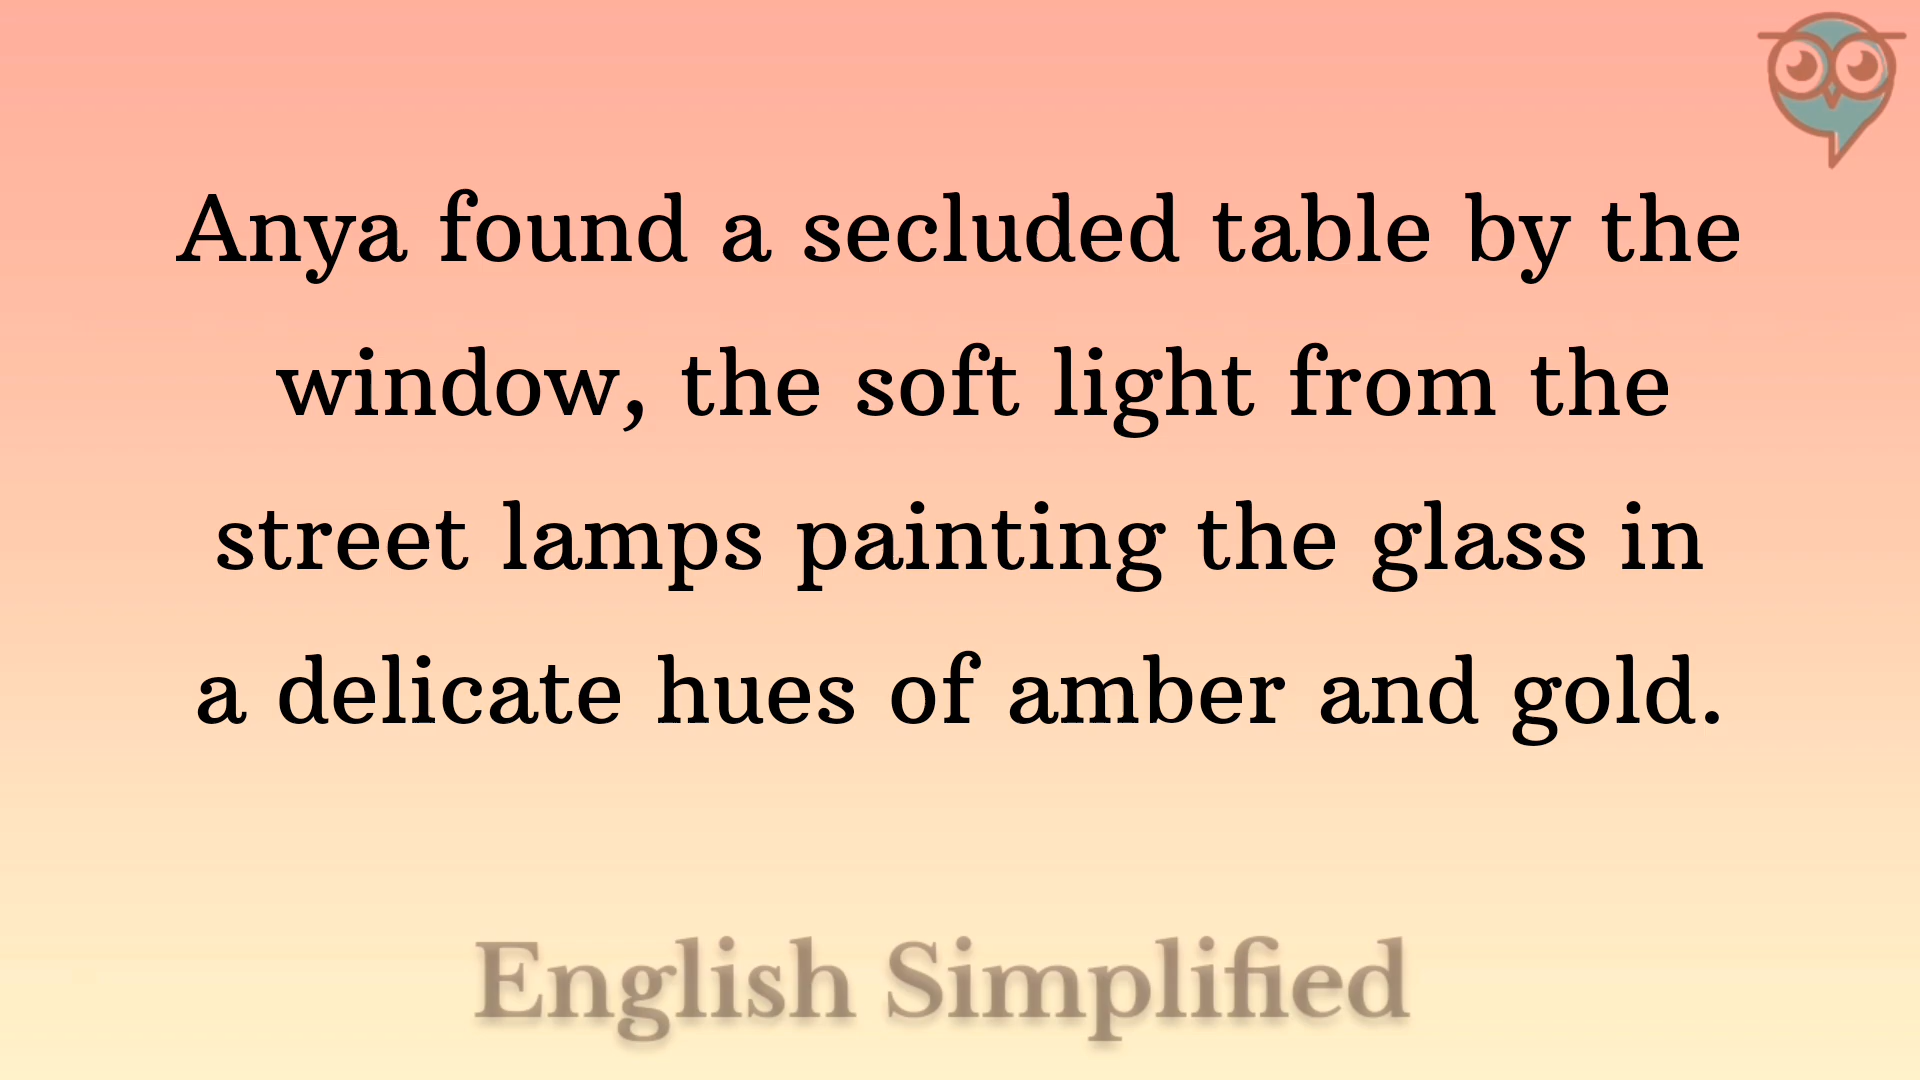 Anya found a secluded table by the
window, the soft light from the
street lamps painting the glass in
a delicate hues of amber and gold.
English Simplified